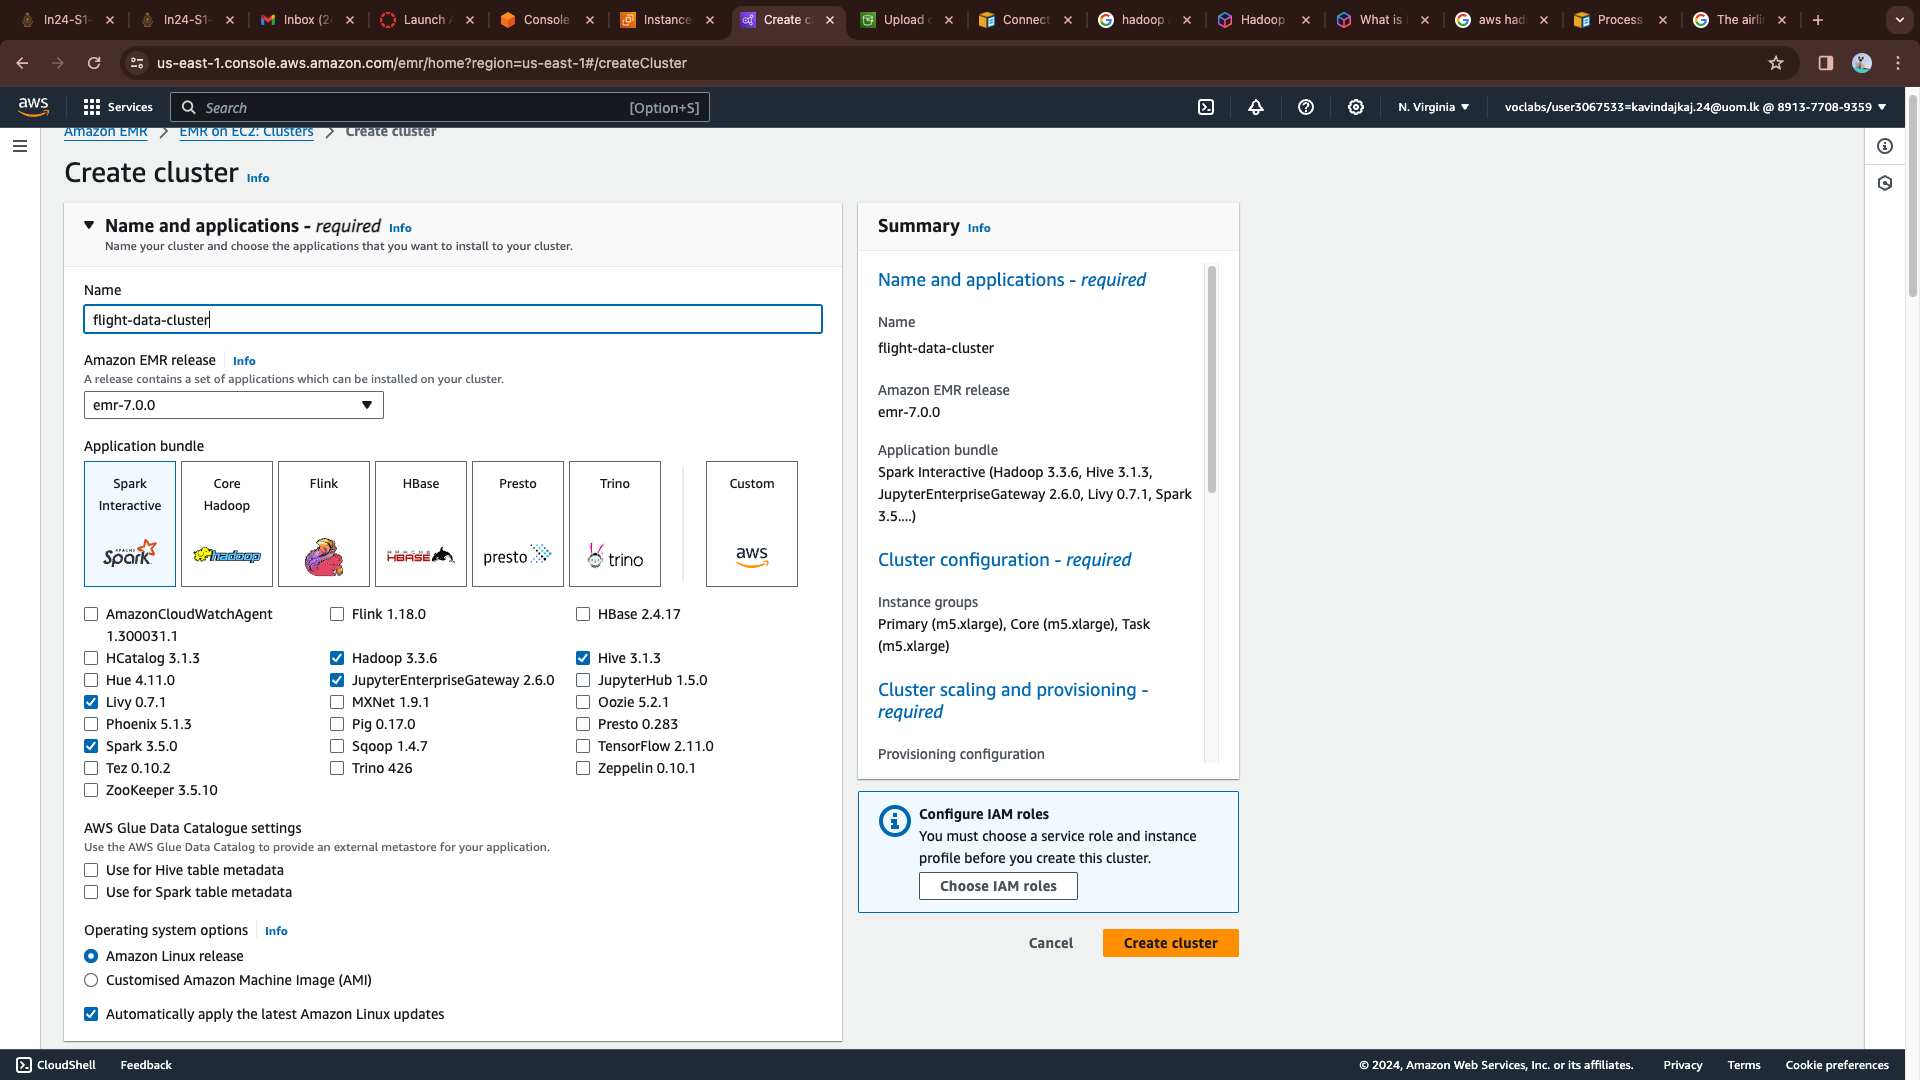 In24-S1-
In24-S1-
Inbox (2
Launch A
Console
Instance
Create cl
Upload
Connect
hadoop
Hadoop
What is
aws had
Process
The airli
us-east-1.console.aws.amazon.com/emr/home?region=us-east-1#/createCluster
aws
Services
Search
[Option+S]
N. Virginia
voclabs/user3067533=kavindajkaj.24@uom.lk @ 8913-7708-9359
Amazon EMR
EMR on EC2: Clusters
Create cluster
Create cluster Info
Name and applications - required Info
Name your cluster and choose the applications that you want to install to your cluster.
Name
flight-data-cluster
Amazon EMR release Info
A release contains a set of applications which can be installed on your cluster.
emr-7.0.0
Application bundle
Spark Interactive
APACHE Spark
Core Hadoop
hadoop
Flink
HBase
APACHE HBASE
Presto
presto
Trino
trino
Custom
aws
AmazonCloudWatchAgent 1.300031.1
Flink 1.18.0
HBase 2.4.17
HCatalog 3.1.3
Hadoop 3.3.6
Hive 3.1.3
Hue 4.11.0
JupyterEnterpriseGateway 2.6.0
JupyterHub 1.5.0
Livy 0.7.1
MXNet 1.9.1
Oozie 5.2.1
Phoenix 5.1.3
Pig 0.17.0
Presto 0.283
Spark 3.5.0
Sqoop 1.4.7
TensorFlow 2.11.0
Tez 0.10.2
Trino 426
Zeppelin 0.10.1
ZooKeeper 3.5.10
AWS Glue Data Catalogue settings
Use the AWS Glue Data Catalog to provide an external metastore for your application.
Use for Hive table metadata
Use for Spark table metadata
Operating system options Info
Amazon Linux release
Customised Amazon Machine Image (AMI)
Automatically apply the latest Amazon Linux updates
Summary Info
Name and applications - required
Name
flight-data-cluster
Amazon EMR release
emr-7.0.0
Application bundle
Spark Interactive (Hadoop 3.3.6, Hive 3.1.3,
JupyterEnterpriseGateway 2.6.0, Livy 0.7.1, Spark
3.5....)
Cluster configuration - required
Instance groups
Primary (m5.xlarge), Core (m5.xlarge), Task
(m5.xlarge)
Cluster scaling and provisioning -
required
Provisioning configuration
Configure IAM roles
You must choose a service role and instance
profile before you create this cluster.
Choose IAM roles
Cancel
Create cluster
CloudShell
Feedback
© 2024, Amazon Web Services, Inc. or its affiliates.
Privacy
Terms
Cookie preferences